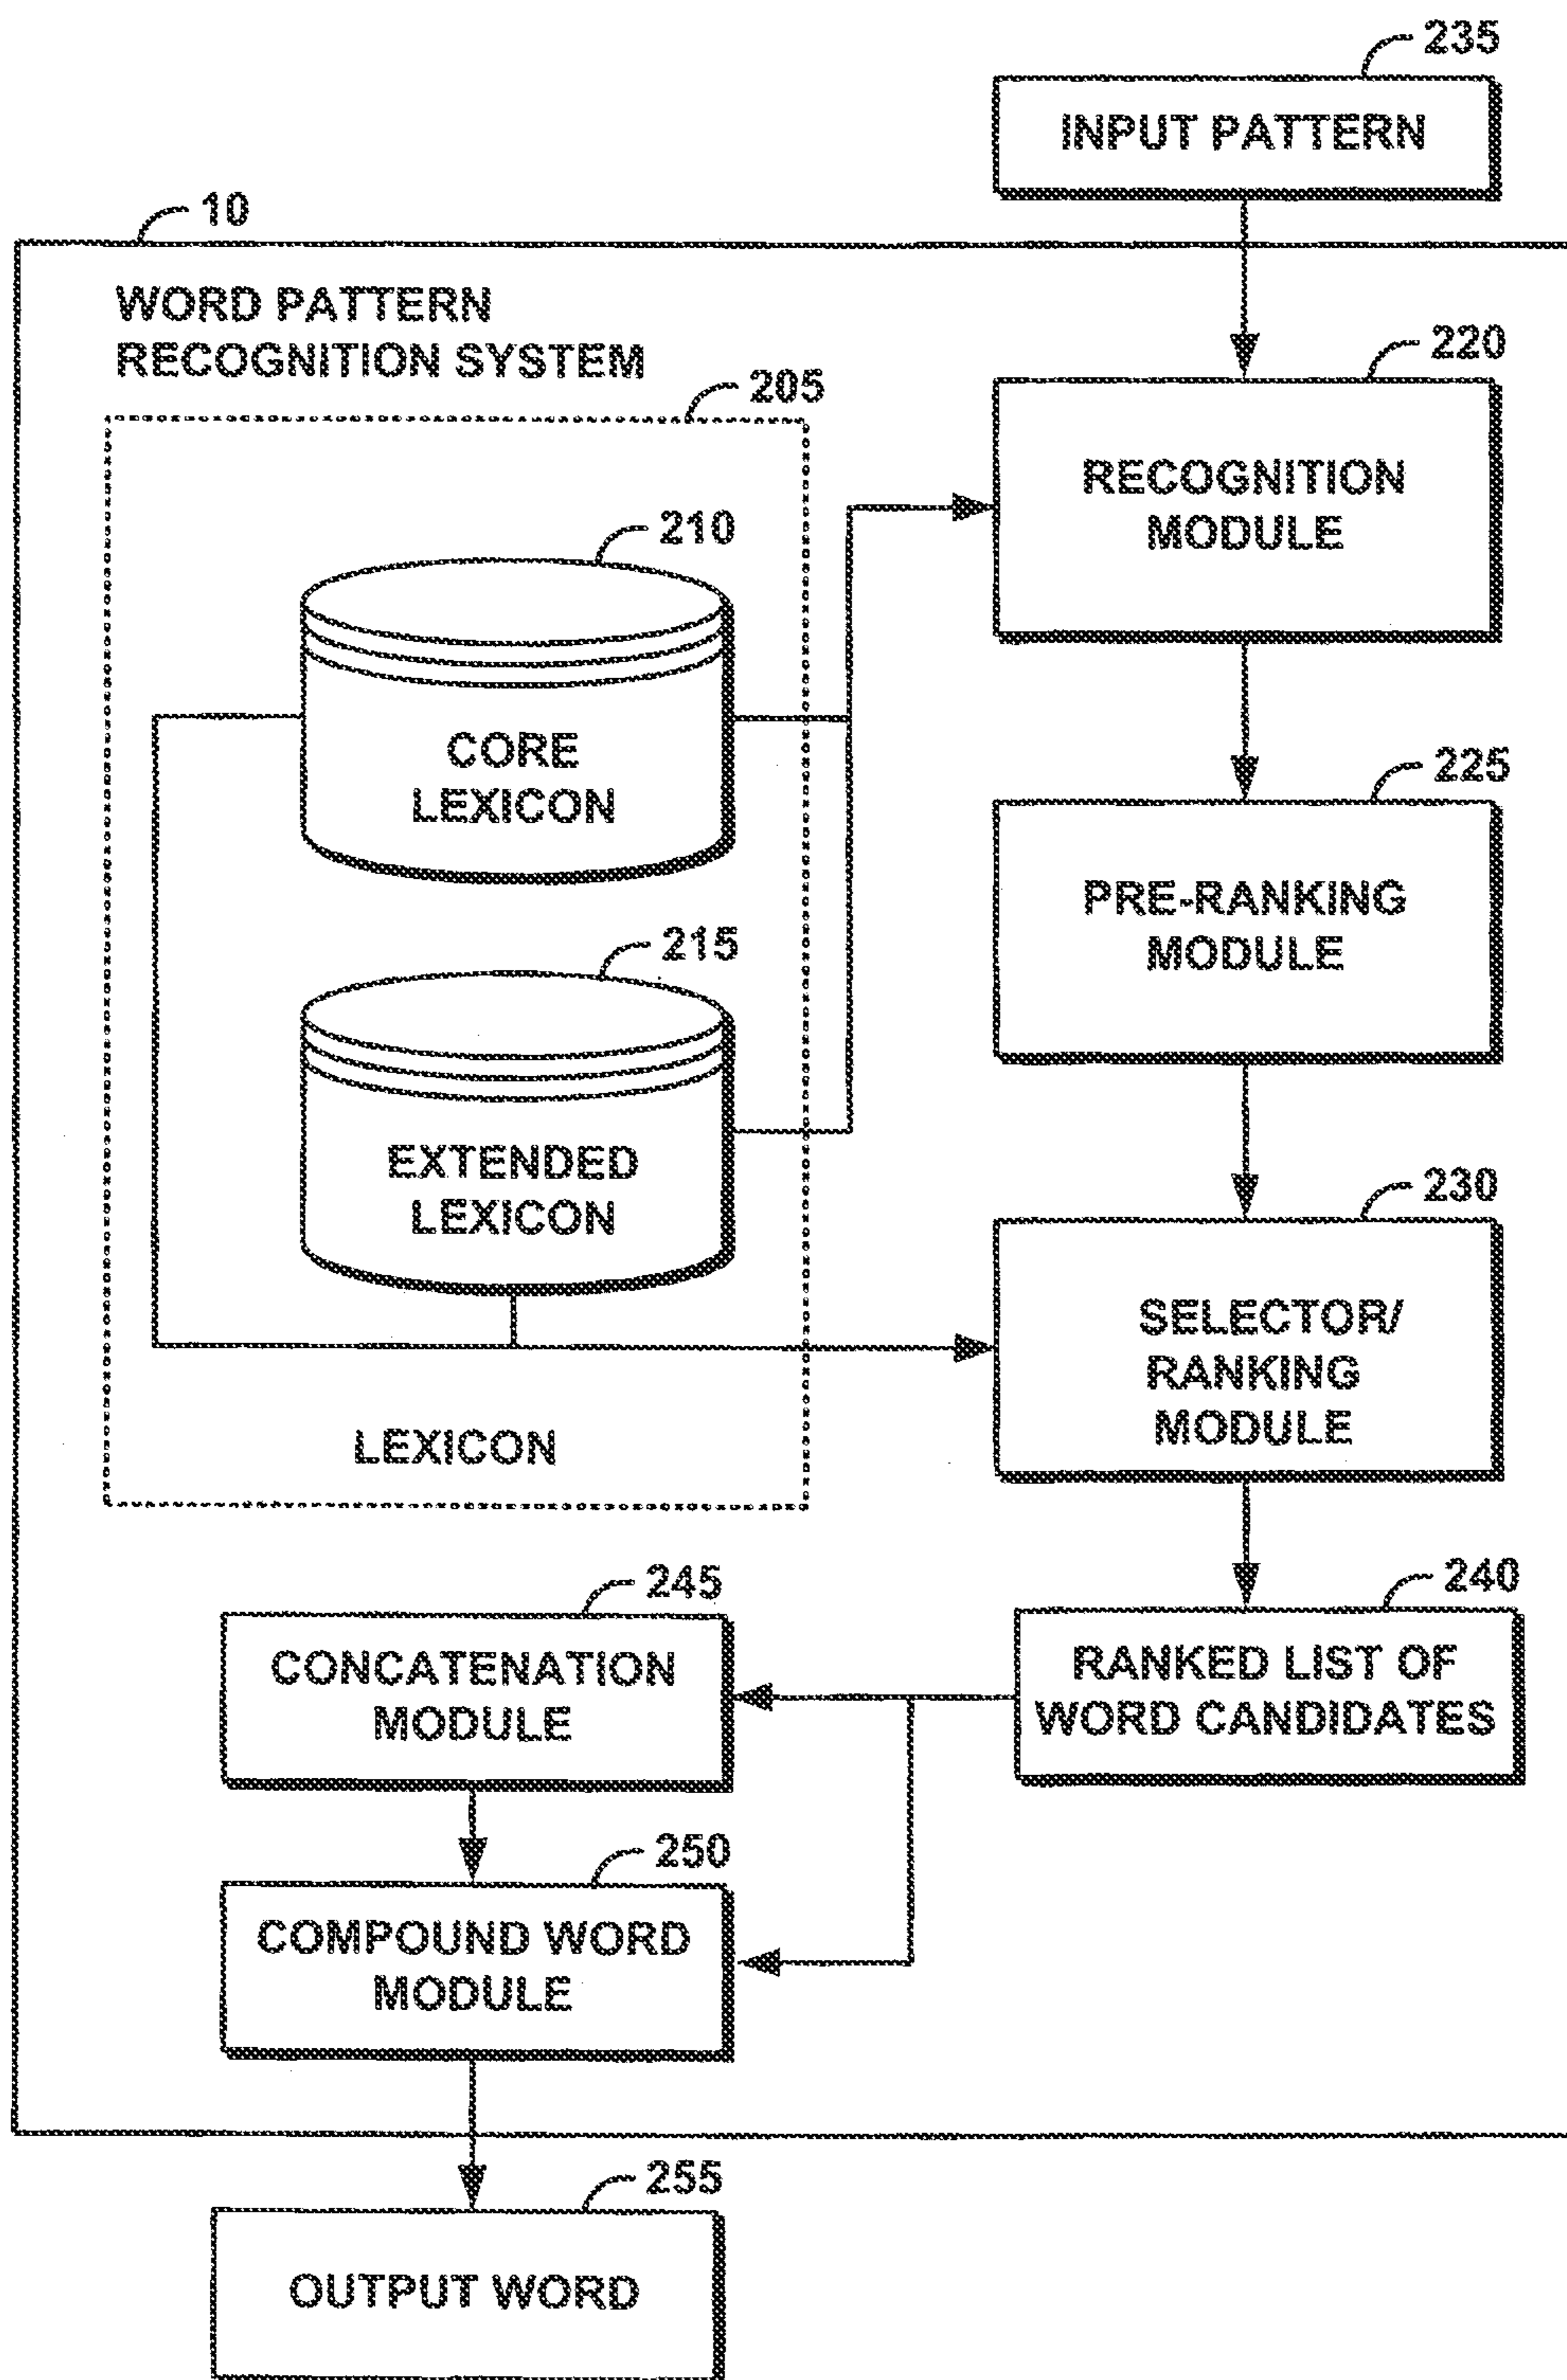 235
INPUT PATTERN
10
WORD PATTERN
RECOGNITION SYSTEM
205
220
RECOGNITION
MODULE
210
CORE
LEXICON
225
PRE-RANKING
MODULE
215
EXTENDED
LEXICON
230
SELECTOR/
RANKING
MODULE
LEXICON
240
RANKED LIST OF
WORD CANDIDATES
245
CONCATENATION
MODULE
250
COMPOUND WORD
MODULE
255
OUTPUT WORD